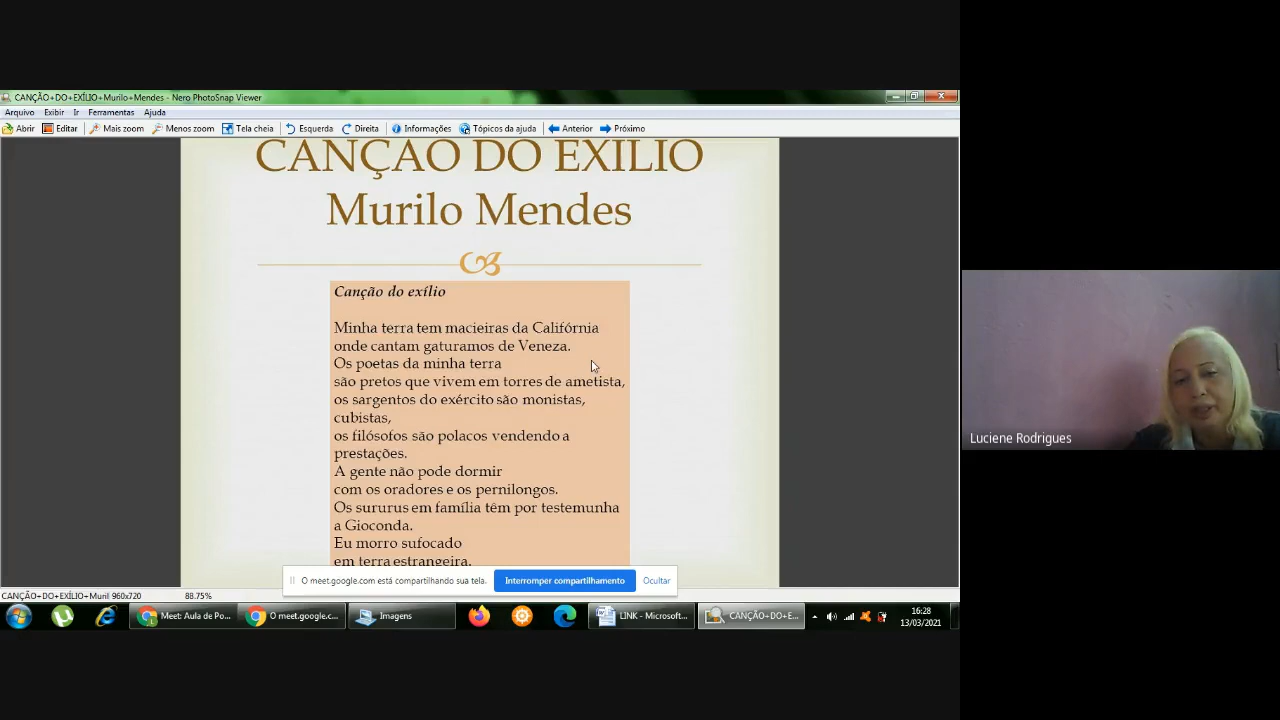 CANÇÃO+DO+EXÍLIO+Murilo+Mendes - Nero PhotoSnap Viewer
Arquivo Exibir Ir Ferramentas Ajuda
Abrir Editar Mais zoom Menos zoom Tela cheia Esquerda Direita Informações Tópicos da ajuda Anterior Próximo
CANÇÃO DO EXÍLIO
Murilo Mendes
Canção do exílio
Minha terra tem macieiras da Califórnia
onde cantam gaturamos de Veneza.
Os poetas da minha terra
são pretos que vivem em torres de ametista,
os sargentos do exército são monistas,
cubistas,
os filósofos são polacos vendendo a
prestações.
A gente não pode dormir
com os oradores e os pernilongos.
Os sururus em família têm por testemunha
a Gioconda.
Eu morro sufocado
em terra estrangeira.
O meet.google.com está compartilhando sua tela. Interromper compartilhamento Ocultar
CANÇÃO+DO+EXÍLIO+Muril 960x720 88.75%
Meet: Aula de Po... O meet.google.c... Imagens LINK - Microsoft... CANÇÃO+DO+E... 16:28
13/03/2021
Luciene Rodrigues